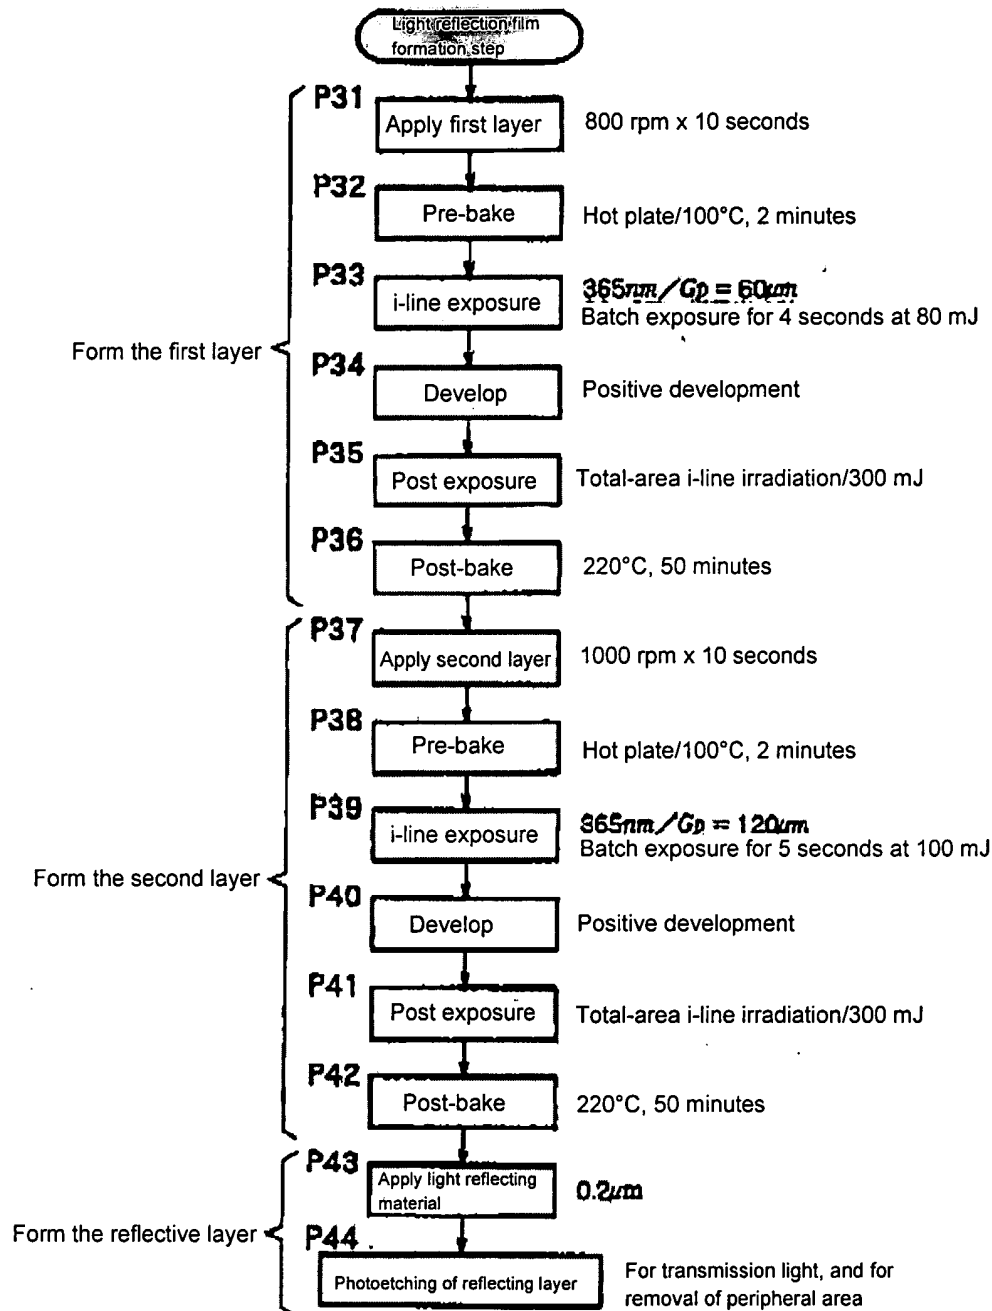 Light reflection film
formation step
P31
Apply first layer
800 rpm x 10 seconds
P32
Pre-bake
Hot plate/100°C, 2 minutes
P33
i-line exposure
365nm/Gp = 60μm
Batch exposure for 4 seconds at 80 mJ
Form the first layer
P34
Develop
Positive development
P35
Post exposure
Total-area i-line irradiation/300 mJ
P36
Post-bake
220°C, 50 minutes
P37
Apply second layer
1000 rpm x 10 seconds
P38
Pre-bake
Hot plate/100°C, 2 minutes
P39
i-line exposure
365nm/Gp = 120μm
Batch exposure for 5 seconds at 100 mJ
Form the second layer
P40
Develop
Positive development
P41
Post exposure
Total-area i-line irradiation/300 mJ
P42
Post-bake
220°C, 50 minutes
P43
Apply light reflecting
material
0.2μm
Form the reflective layer
P44
Photoetching of reflecting layer
For transmission light, and for
removal of peripheral area